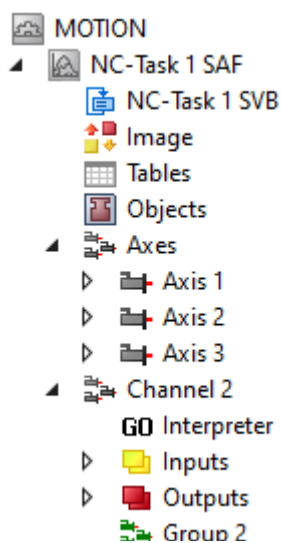 MOTION
NC-Task 1 SAF
NC-Task 1 SVB
Image
Tables
Objects
Axes
Axis 1
Axis 2
Axis 3
Channel 2
GO Interpreter
Inputs
Outputs
Group 2